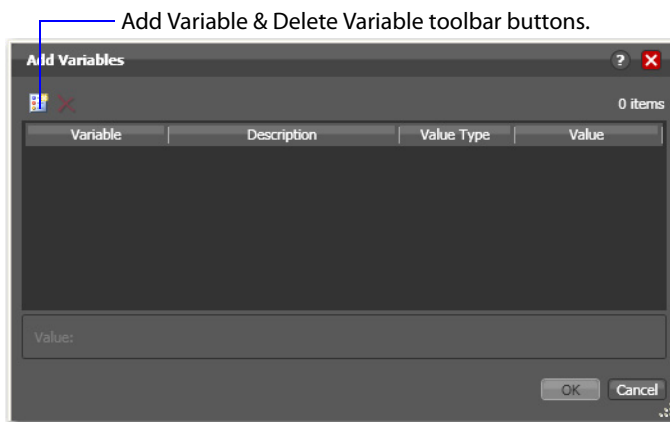 Add Variable & Delete Variable toolbar buttons.
Add Variables ?
0 items
Variable Description Value Type Value
Value:
OK Cancel